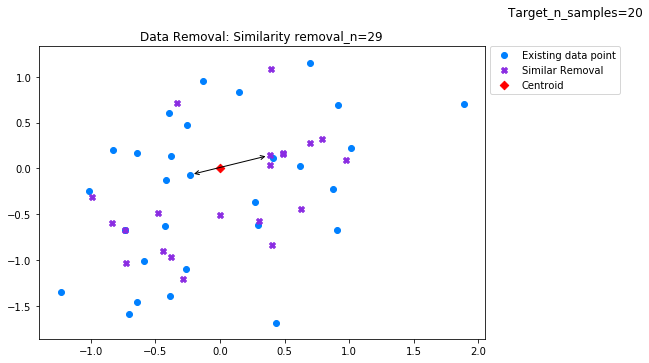 Target_n_samples=20
Data Removal: Similarity removal_n=29
Existing data point
Similar Removal
Centroid
1.0
0.5
0.0
−0.5
−1.0
−1.5
−1.0
−0.5
0.0
0.5
1.0
1.5
2.0